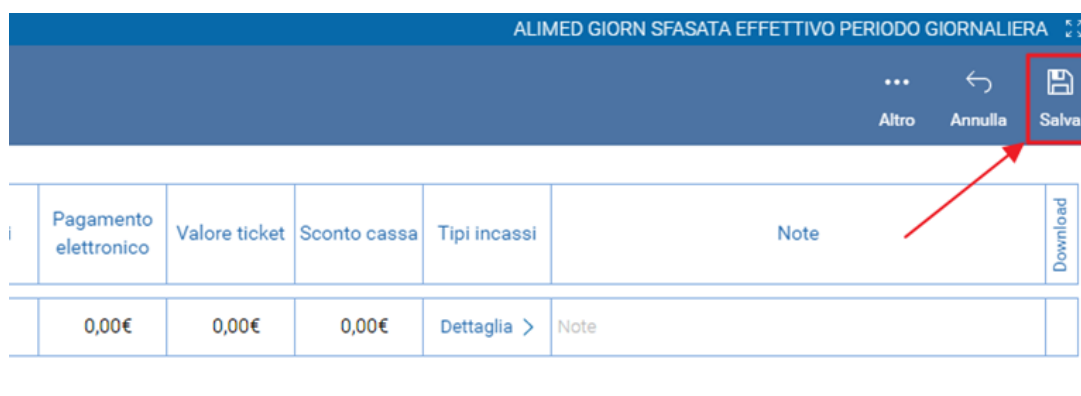 ALIMED GIORN SFASATA EFFETTIVO PERIODO GIORNALIERA
Altro Annulla Salva
i Pagamento elettronico Valore ticket Sconto cassa Tipi incassi Note Download
0,00€ 0,00€ 0,00€ Dettaglia > Note